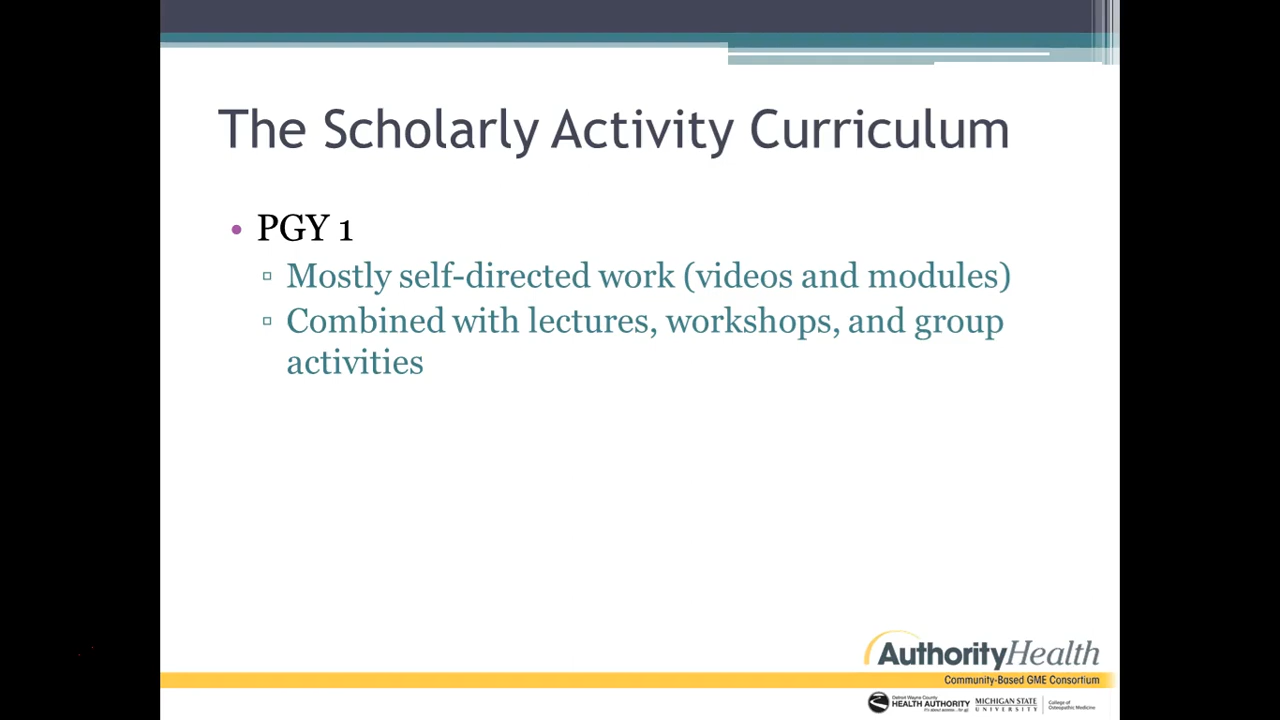 The Scholarly Activity Curriculum
• PGY 1
▫ Mostly self-directed work (videos and modules)
▫ Combined with lectures, workshops, and group
activities
AuthorityHealth
Community-Based GME Consortium
Detroit Wayne County
HEALTH AUTHORITY
MICHIGAN STATE
UNIVERSITY
College of
Osteopathic Medicine